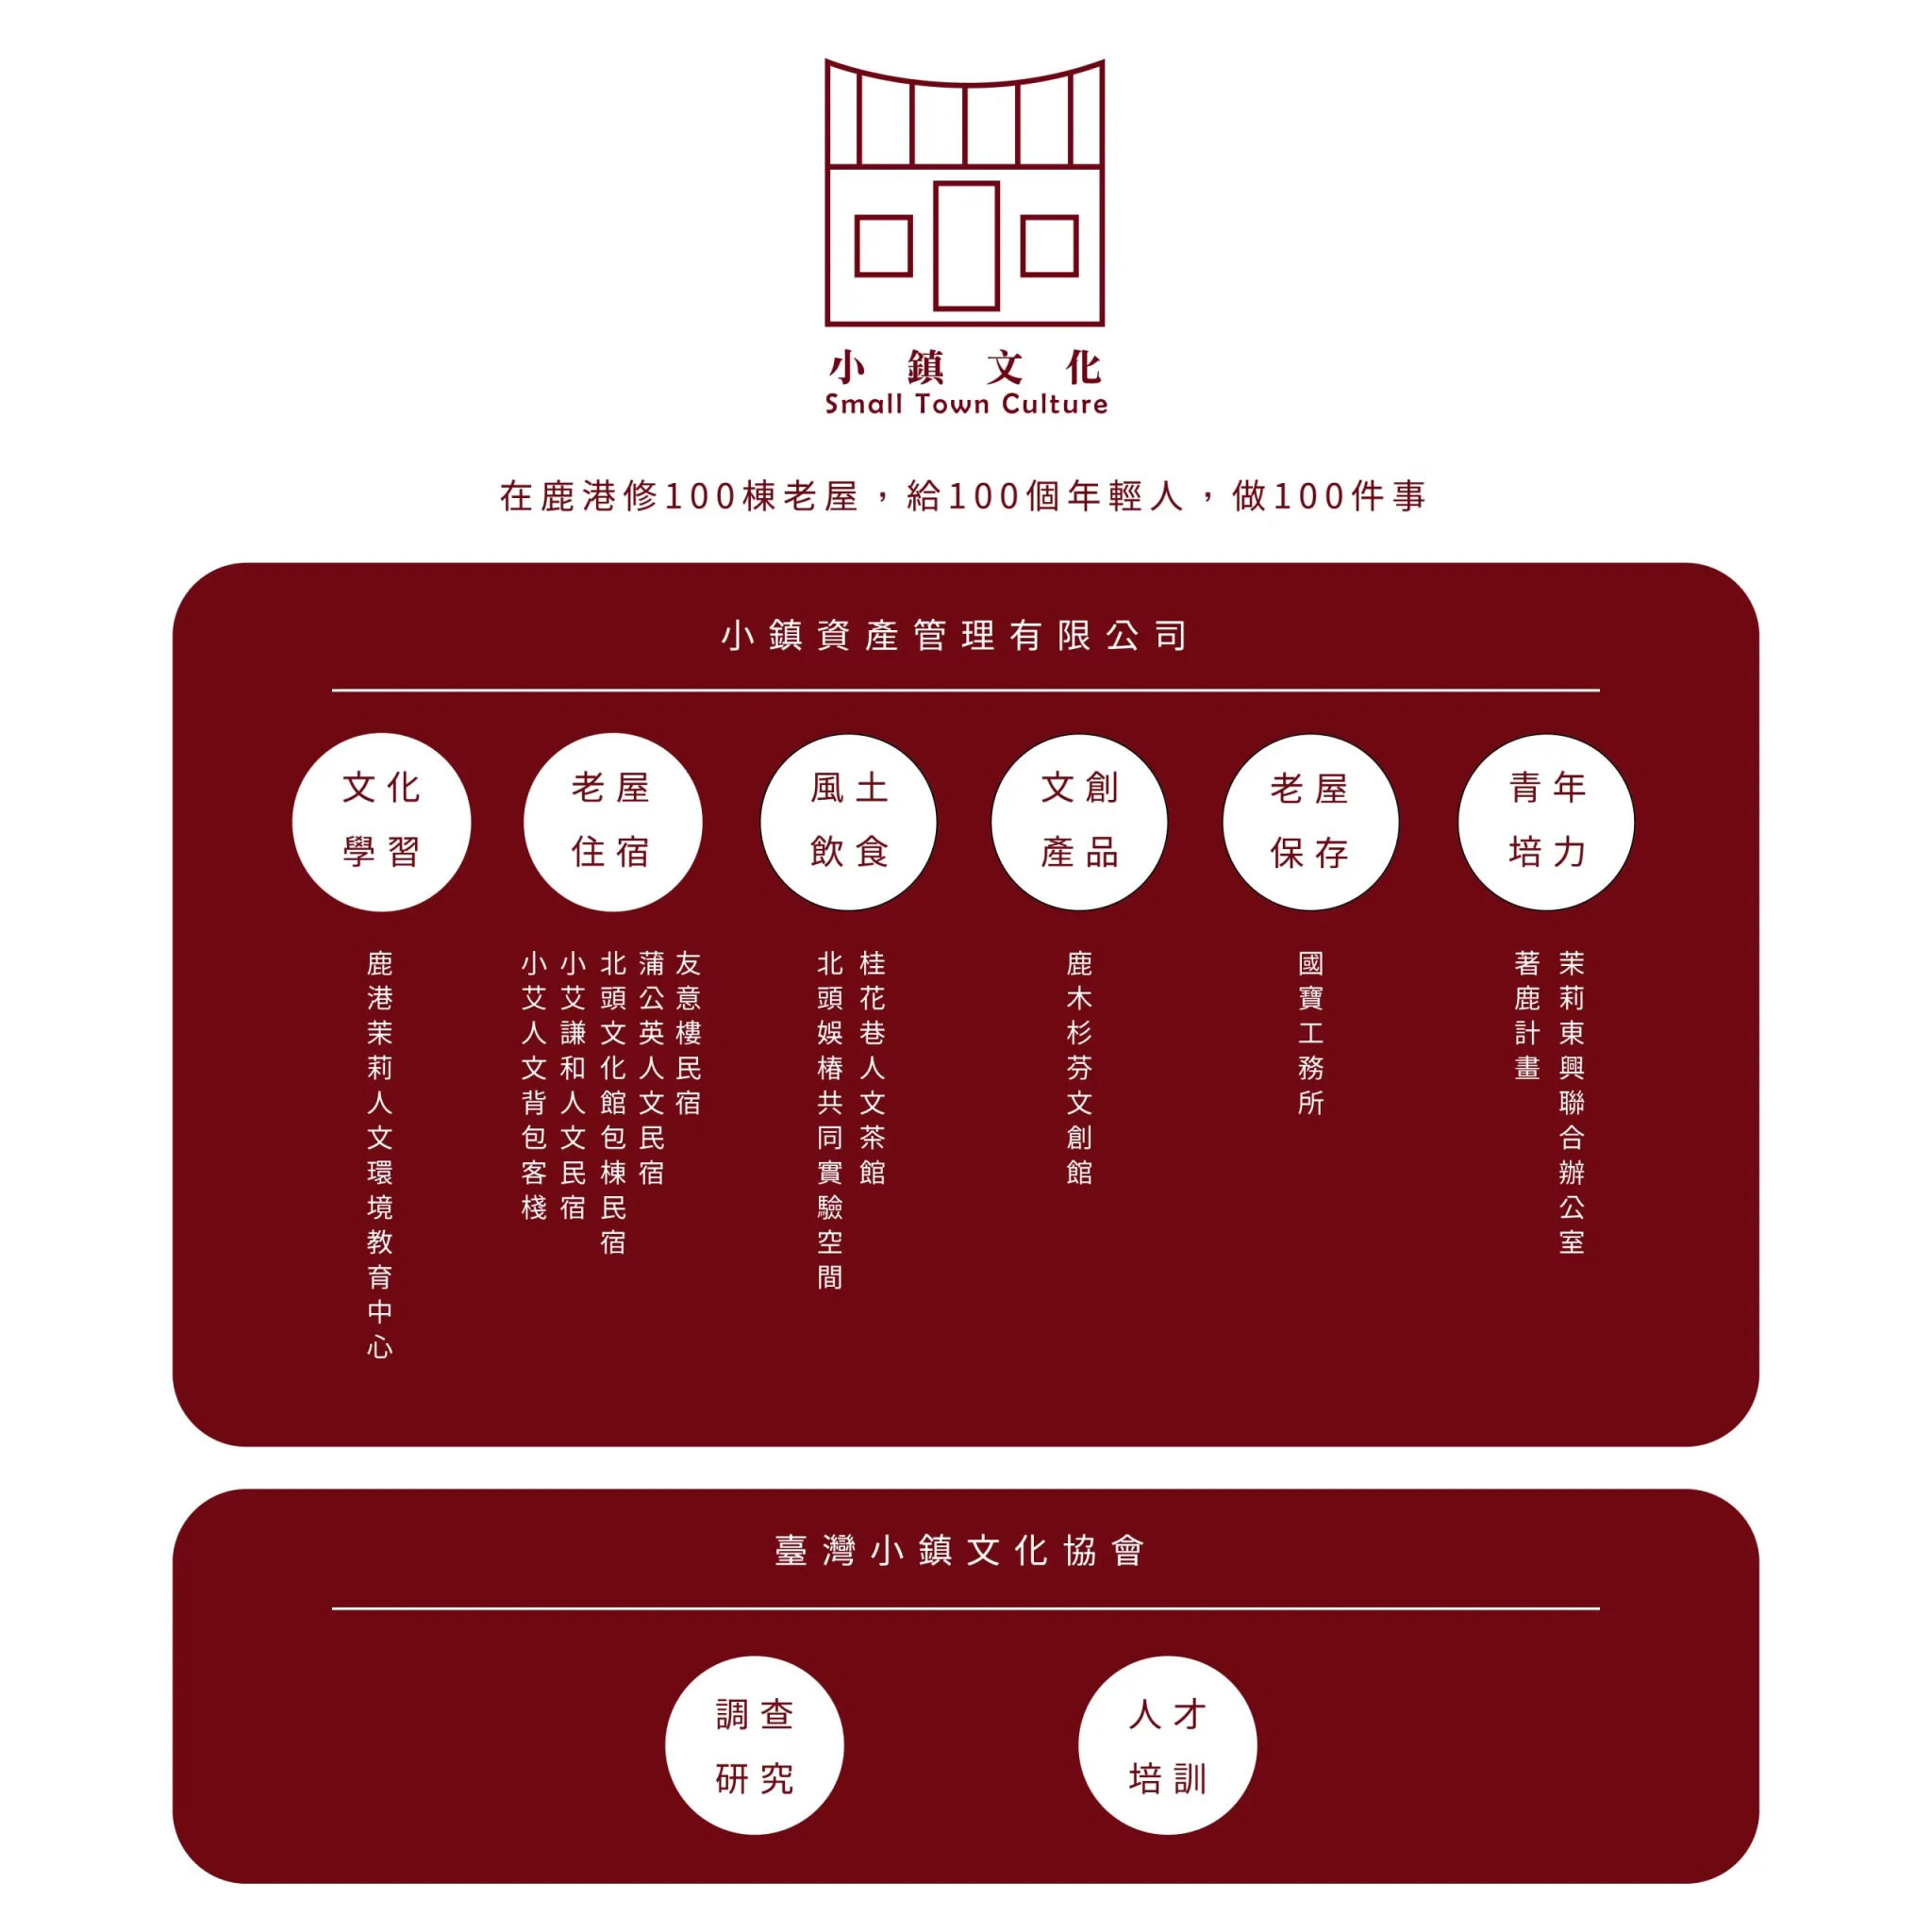 小鎮文化
Small Town Culture
在鹿港修100棟老屋，給100個年輕人，做100件事
小鎮資產管理有限公司
文化
學習
鹿港茉莉人文環境教育中心
老屋
住宿
小艾人文背包客棧
小艾謙和人文民宿
北頭文化館包棟民宿
蒲公英人文民宿
友意樓民宿
風土
飲食
北頭娛椿共同實驗空間
桂花巷人文茶館
文創
產品
鹿木杉芬文創館
老屋
保存
國寶工務所
青年
培力
著鹿計畫
茉莉東興聯合辦公室
臺灣小鎮文化協會
調查
研究
人才
培訓